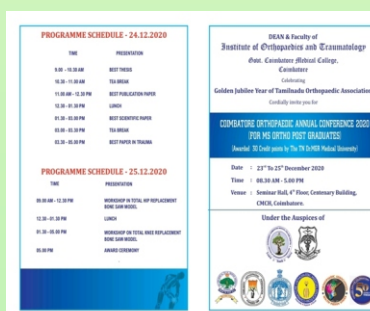 PROGRAMME SCHEDULE - 24.12.2020
TIME PRESENTATION
9.00 - 10.30 AM BEST THESIS
10.30 - 11.00 AM TEA BREAK
11.00 AM - 12.30 PM BEST PUBLICATION PAPER
12.30 - 01.30 PM LUNCH
01.30 - 03.00 PM BEST SCIENTIFIC PAPER
03.00 - 03.30 PM TEA BREAK
03.30 - 05.00 PM BEST PAPER IN TRAUMA
PROGRAMME SCHEDULE - 25.12.2020
TIME PRESENTATION
09.00 AM - 12.30 PM WORKSHOP IN TOTAL HIP REPLACEMENT
BONE SAW MODEL
12.30 - 01.30 PM LUNCH
01.30 - 05.00 PM WORKSHOP ON TOTAL KNEE REPLACEMENT
BONE SAW MODEL
05.00 PM AWARD CEREMONY
DEAN & Faculty of
Institute of Orthopaedics and Traumatology
Govt. Coimbatore Medical College,
Coimbatore
Celebrating
Golden Jubilee Year of Tamilnadu Orthopaedic Association
Cordially invite you for
COIMBATORE ORTHOPAEDIC ANNUAL CONFERENCE 2020
(FOR MS ORTHO POST GRADUATES)
(Awarded 30 Credit points by The TN Dr.MGR Medical University)
Date : 23rd To 25th December 2020
Time : 08.30 AM - 5.00 PM
Venue : Seminar Hall, 4th Floor, Centenary Building,
CMCH, Coimbatore.
Under the Auspices of